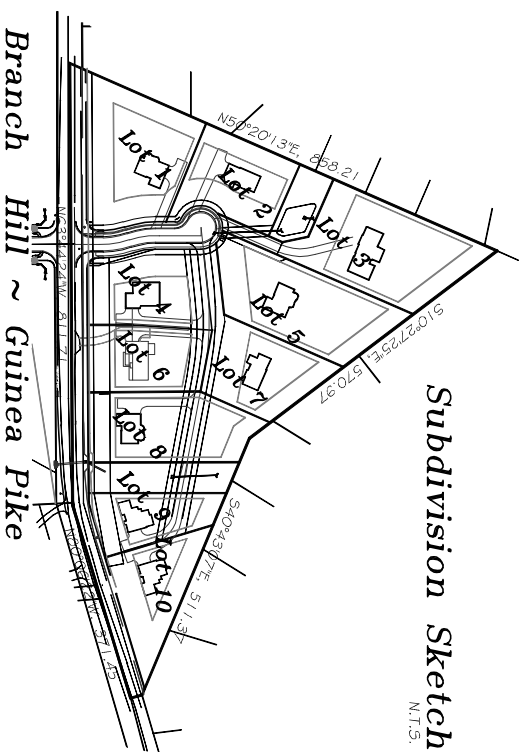 Subdivision Sketch
N.T.S.
N50°20'13"E, 858.21
S10°27'25"E, 570.97
S40°43'07"E, 511.37
Lot 1
Lot 2
Lot 3
Lot 4
Lot 5
Lot 6
Lot 7
Lot 8
Lot 9
Lot 10
Branch Hill ~ Guinea Pike